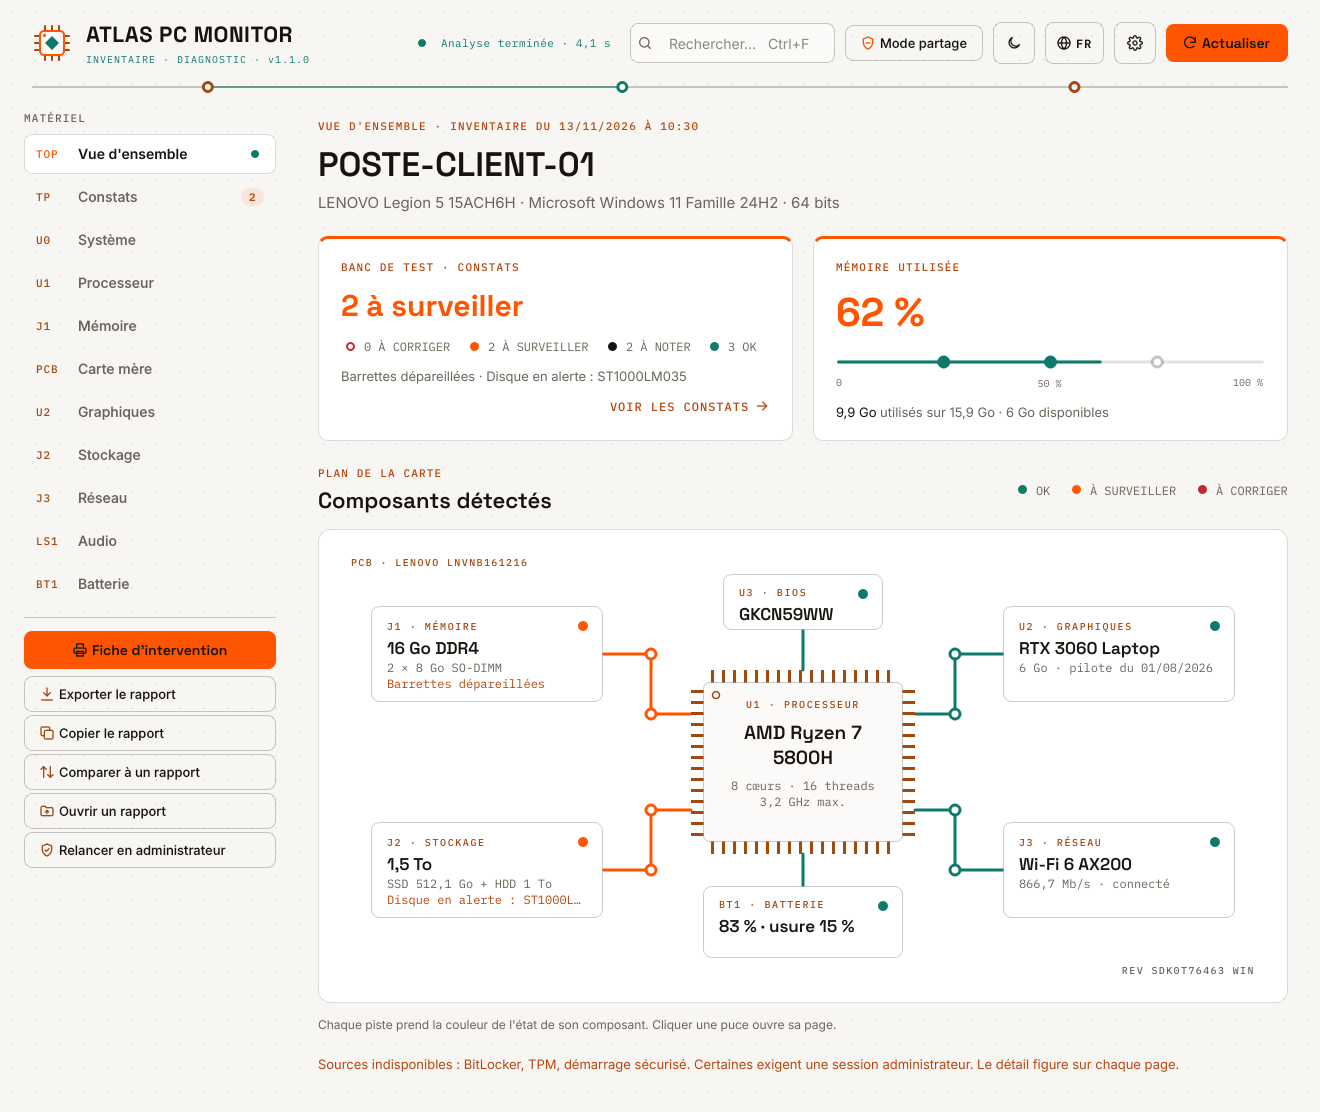 ATLAS PC MONITOR
INVENTAIRE · DIAGNOSTIC · v1.1.0
Analyse terminée · 4,1 s
Rechercher... Ctrl+F
Mode partage
FR
Actualiser
MATÉRIEL
TOP Vue d'ensemble
TP Constats 2
U0 Système
U1 Processeur
J1 Mémoire
PCB Carte mère
U2 Graphiques
J2 Stockage
J3 Réseau
LS1 Audio
BT1 Batterie
Fiche d'intervention
Exporter le rapport
Copier le rapport
Comparer à un rapport
Ouvrir un rapport
Relancer en administrateur
VUE D'ENSEMBLE · INVENTAIRE DU 13/11/2026 À 10:30
POSTE-CLIENT-01
LENOVO Legion 5 15ACH6H · Microsoft Windows 11 Famille 24H2 · 64 bits
BANC DE TEST · CONSTATS
2 à surveiller
0 À CORRIGER 2 À SURVEILLER 2 À NOTER 3 OK
Barrettes dépareillées · Disque en alerte : ST1000LM035
VOIR LES CONSTATS →
MÉMOIRE UTILISÉE
62 %
0 50 % 100 %
9,9 Go utilisés sur 15,9 Go · 6 Go disponibles
PLAN DE LA CARTE
Composants détectés
OK À SURVEILLER À CORRIGER
PCB · LENOVO LNVNB161216
U3 · BIOS
GKCN59WW
J1 · MÉMOIRE
16 Go DDR4
2 × 8 Go SO-DIMM
Barrettes dépareillées
U2 · GRAPHIQUES
RTX 3060 Laptop
6 Go · pilote du 01/08/2026
U1 · PROCESSEUR
AMD Ryzen 7
5800H
8 cœurs · 16 threads
3,2 GHz max.
J2 · STOCKAGE
1,5 To
SSD 512,1 Go + HDD 1 To
Disque en alerte : ST1000L…
J3 · RÉSEAU
Wi-Fi 6 AX200
866,7 Mb/s · connecté
BT1 · BATTERIE
83 % · usure 15 %
REV SDK0T76463 WIN
Chaque piste prend la couleur de l'état de son composant. Cliquer une puce ouvre sa page.
Sources indisponibles : BitLocker, TPM, démarrage sécurisé. Certaines exigent une session administrateur. Le détail figure sur chaque page.